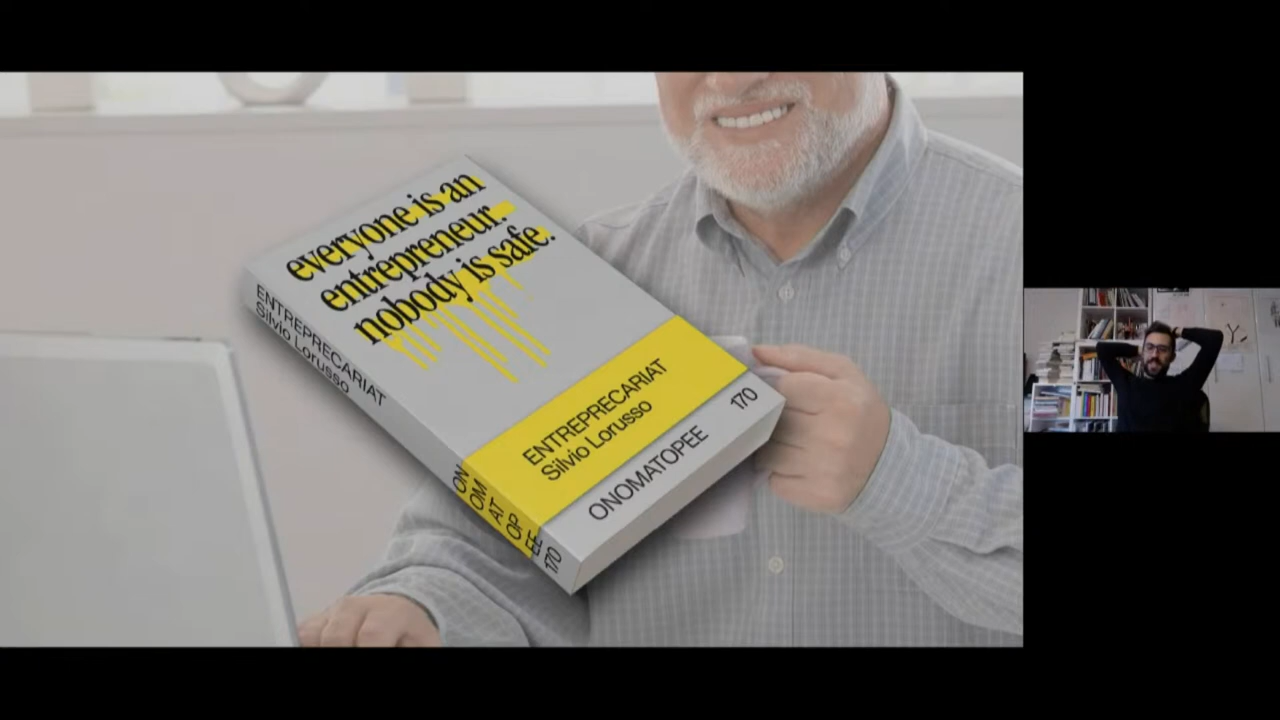 everyone is an
entrepreneur.
nobody is safe.
ENTREPRECARIAT
Silvio Lorusso
ENTREPRECARIAT
Silvio Lorusso
ONOMATOPEE
170
ON
OM
AT
OP
EE
170